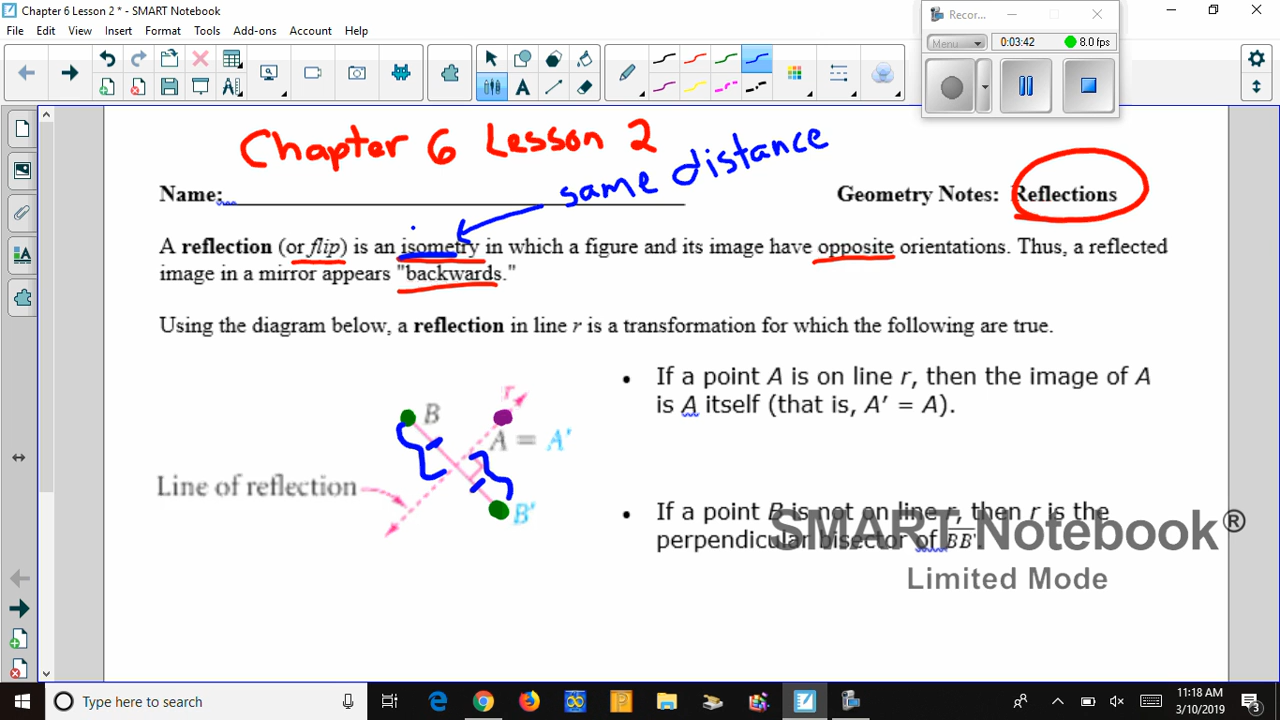 Chapter 6 Lesson 2 * - SMART Notebook
Recor...
File Edit View Insert Format Tools Add-ons Account Help
Menu 0:03:42 8.0 fps
Chapter 6 Lesson 2
same distance
Name:
Geometry Notes: Reflections
A reflection (or flip) is an isometry in which a figure and its image have opposite orientations. Thus, a reflected
image in a mirror appears "backwards."
Using the diagram below, a reflection in line r is a transformation for which the following are true.
If a point A is on line r, then the image of A
is A itself (that is, A' = A).
r
B
A = A'
Line of reflection
B'
If a point B is not on line r, then r is the
perpendicular bisector of BB'
SMART Notebook®
Limited Mode
Type here to search
11:18 AM
3/10/2019
3